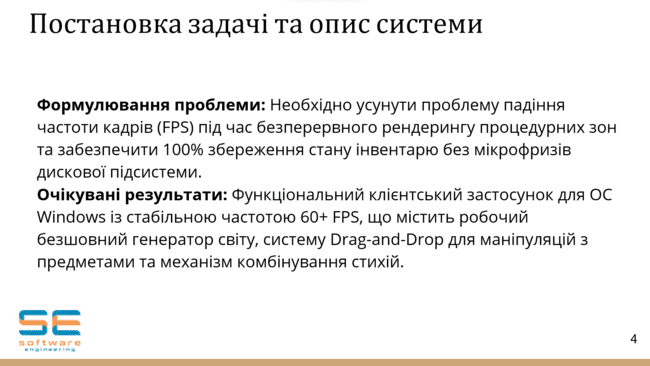 Постановка задачі та опис системи
Формулювання проблеми: Необхідно усунути проблему падіння
частоти кадрів (FPS) під час безперервного рендерингу процедурних зон
та забезпечити 100% збереження стану інвентарю без мікрофризів
дискової підсистеми.
Очікувані результати: Функціональний клієнтський застосунок для ОС
Windows із стабільною частотою 60+ FPS, що містить робочий
безшовний генератор світу, систему Drag-and-Drop для маніпуляцій з
предметами та механізм комбінування стихій.
SE
software
engineering
4